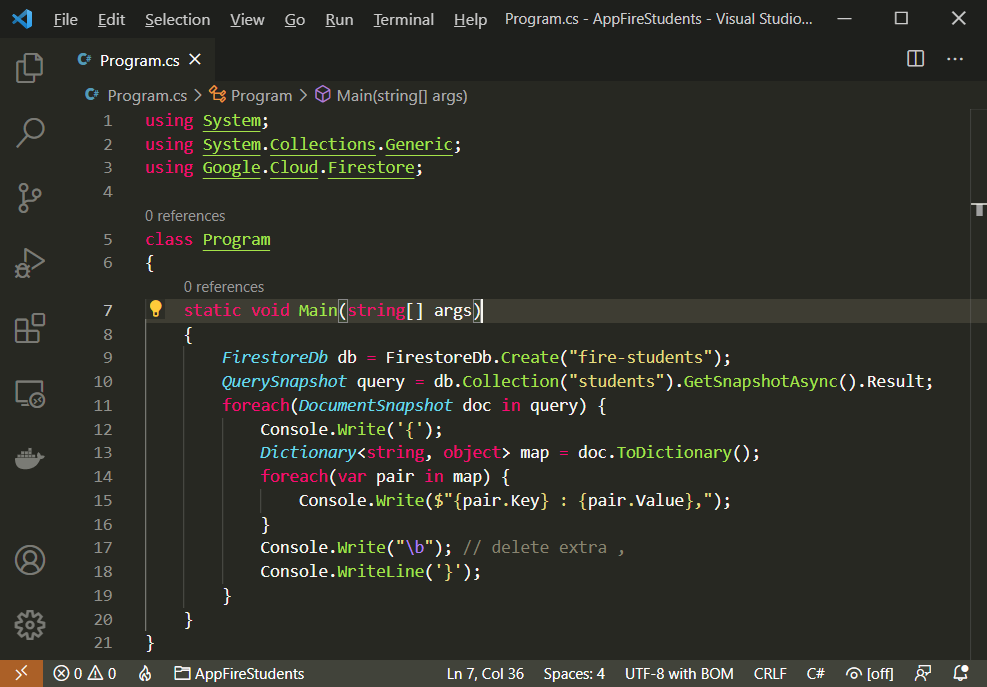 File Edit Selection View Go Run Terminal Help Program.cs - AppFireStudents - Visual Studio...
C# Program.cs
C# Program.cs > Program > Main(string[] args)
1 using System;
2 using System.Collections.Generic;
3 using Google.Cloud.Firestore;
4
0 references
5 class Program
6 {
0 references
7 static void Main(string[] args)
8 {
9 FirestoreDb db = FirestoreDb.Create("fire-students");
10 QuerySnapshot query = db.Collection("students").GetSnapshotAsync().Result;
11 foreach(DocumentSnapshot doc in query) {
12 Console.Write('{');
13 Dictionary<string, object> map = doc.ToDictionary();
14 foreach(var pair in map) {
15 Console.Write($"{pair.Key} : {pair.Value},");
16 }
17 Console.Write("\b"); // delete extra ,
18 Console.WriteLine('}');
19 }
20 }
21 }
0 0 AppFireStudents Ln 7, Col 36 Spaces: 4 UTF-8 with BOM CRLF C# [off]